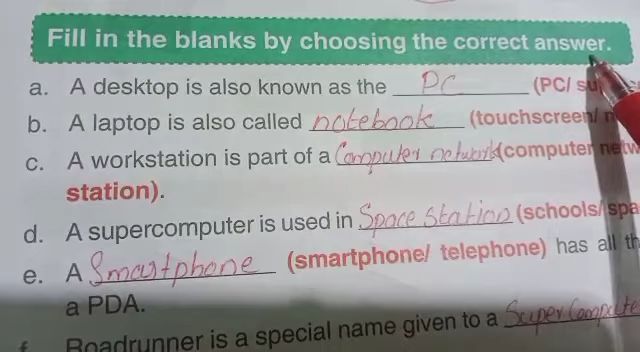 Fill in the blanks by choosing the correct answer.
a. A desktop is also known as the PC (PC/
b. A laptop is also called notebook (touchscreen/
c. A workstation is part of a Computer network (computer
station).
d. A supercomputer is used in Space Station (schools/
e. A Smartphone (smartphone/ telephone) has all
a PDA.
Roadrunner is a special name given to a